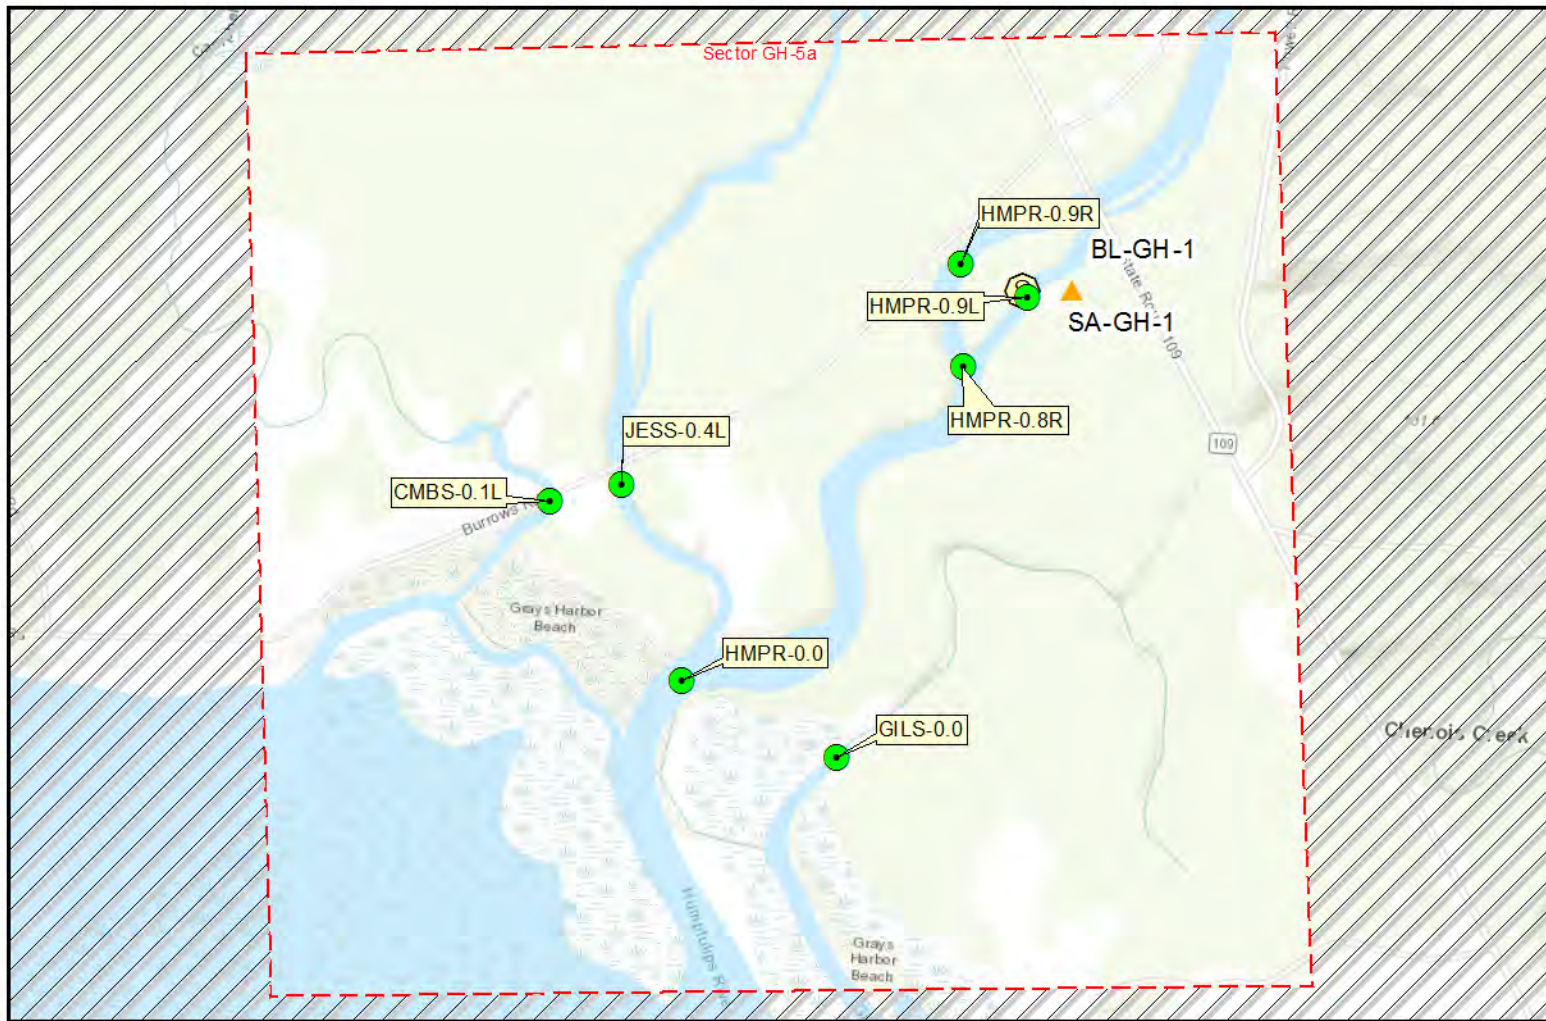 Sector GH-5a
HMPR-0.9R
BL-GH-1
HMPR-0.9L
SA-GH-1
HMPR-0.8R
JESS-0.4L
109
CMBS-0.1L
Burrows
Grays Harbor
Beach
HMPR-0.0
GILS-0.0
Chenois Creek
Humptulips
Grays
Harbor
Beach